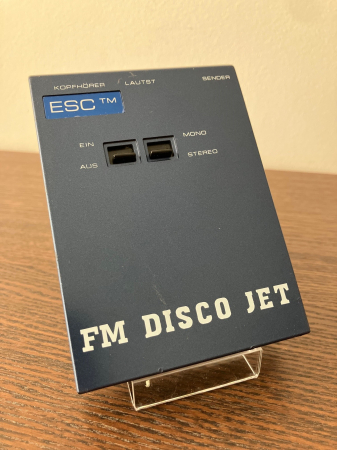 KOPFHÖRER LAUTST SENDER
ESC™
EIN MONO
AUS STEREO
FM DISCO JET